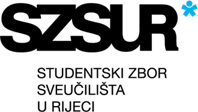 SZSUR*
STUDENTSKI ZBOR
SVEUČILIŠTA
U RIJECI